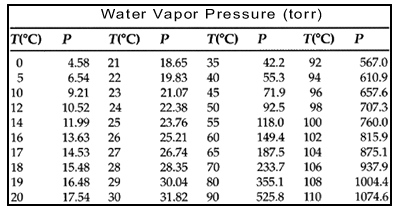 Water Vapor Pressure (torr)
T(°C) P T(°C) P T(°C) P T(°C) P
0 4.58 21 18.65 35 42.2 92 567.0
5 6.54 22 19.83 40 55.3 94 610.9
10 9.21 23 21.07 45 71.9 96 657.6
12 10.52 24 22.38 50 92.5 98 707.3
14 11.99 25 23.76 55 118.0 100 760.0
16 13.63 26 25.21 60 149.4 102 815.9
17 14.53 27 26.74 65 187.5 104 875.1
18 15.48 28 28.35 70 233.7 106 937.9
19 16.48 29 30.04 80 355.1 108 1004.4
20 17.54 30 31.82 90 525.8 110 1074.6